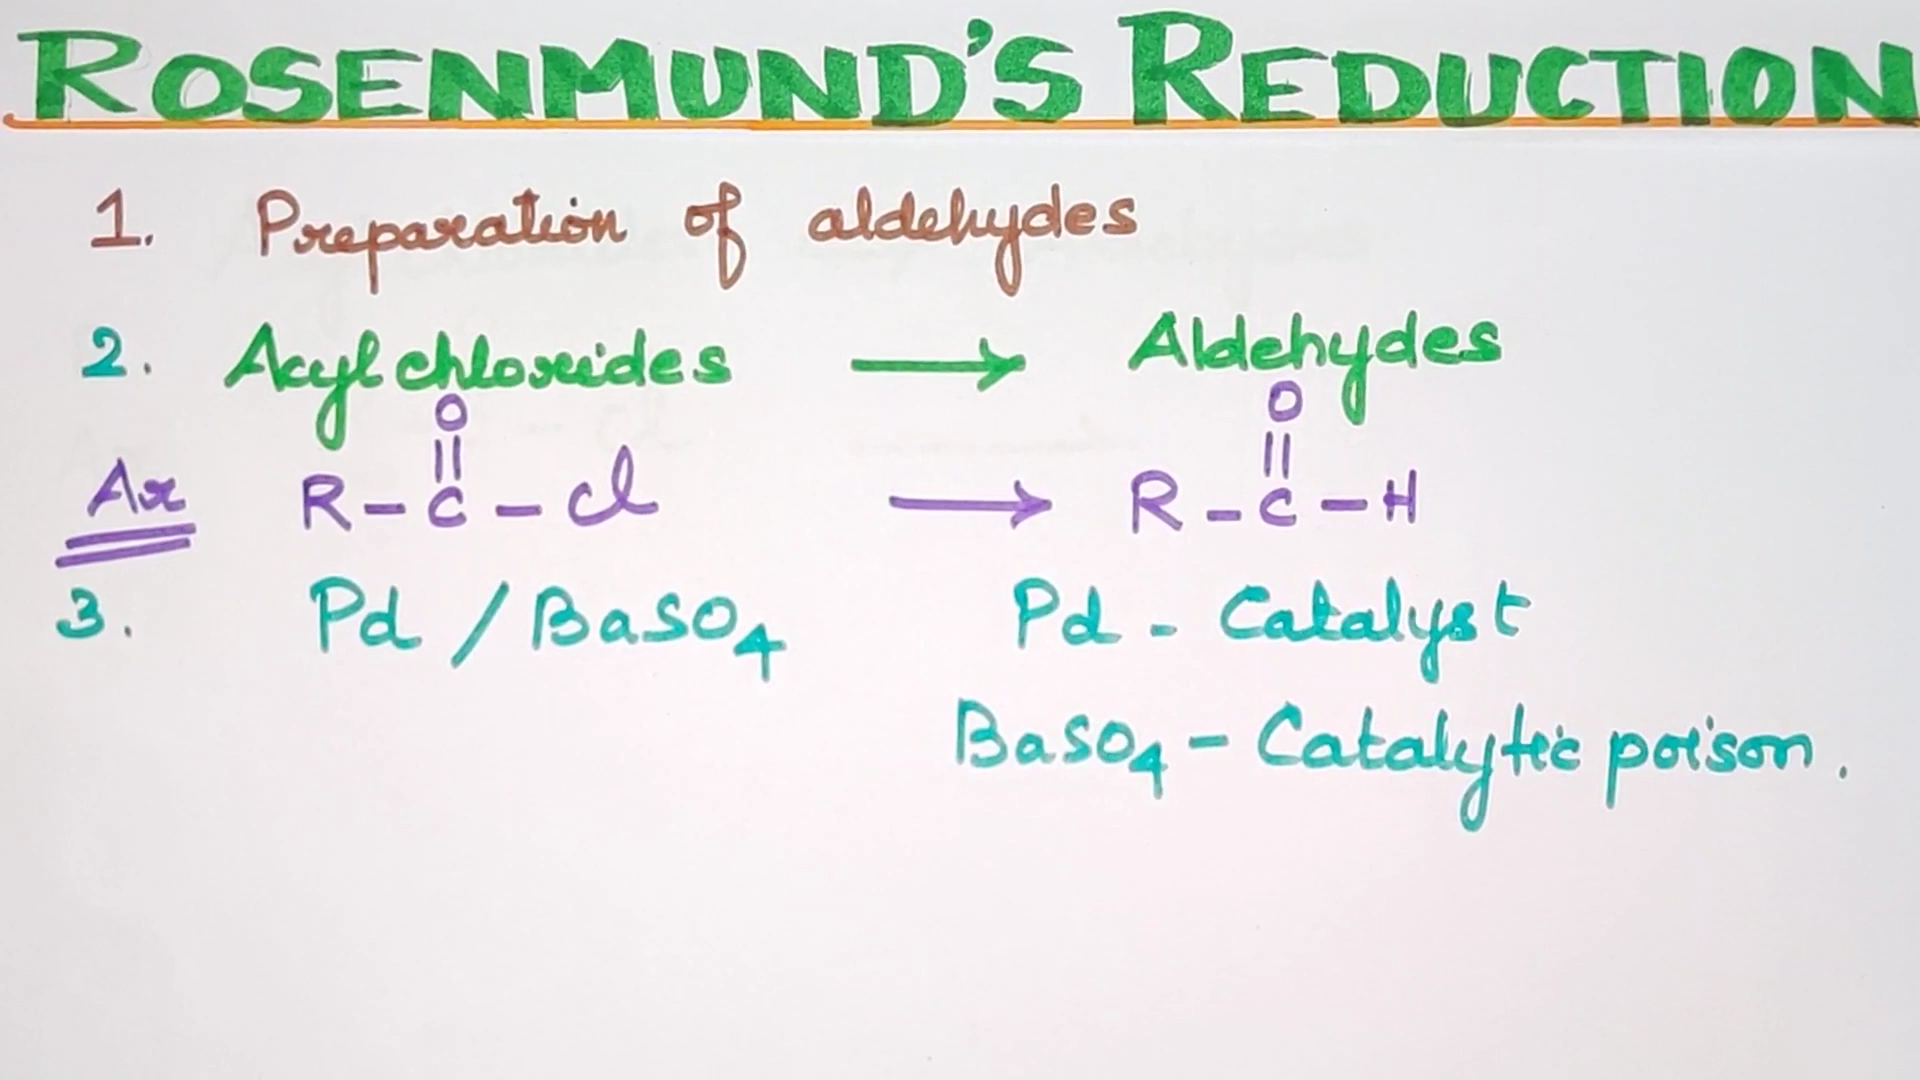 ROSENMUND'S REDUCTION
1. Preparation of aldehydes
2. Acyl chlorides → Aldehydes
O O
|| ||
Ar R-C-Cl → R-C-H
3. Pd / BaSO4 Pd - Catalyst
BaSO4 - Catalytic poison.